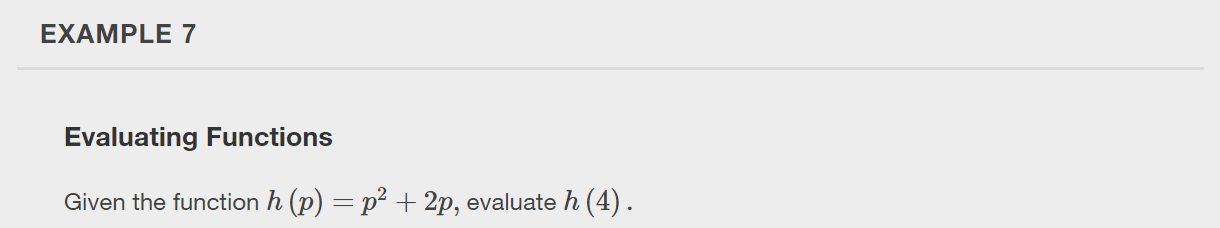 EXAMPLE 7
Evaluating Functions
Given the function h (p) = p² + 2p, evaluate h (4) .